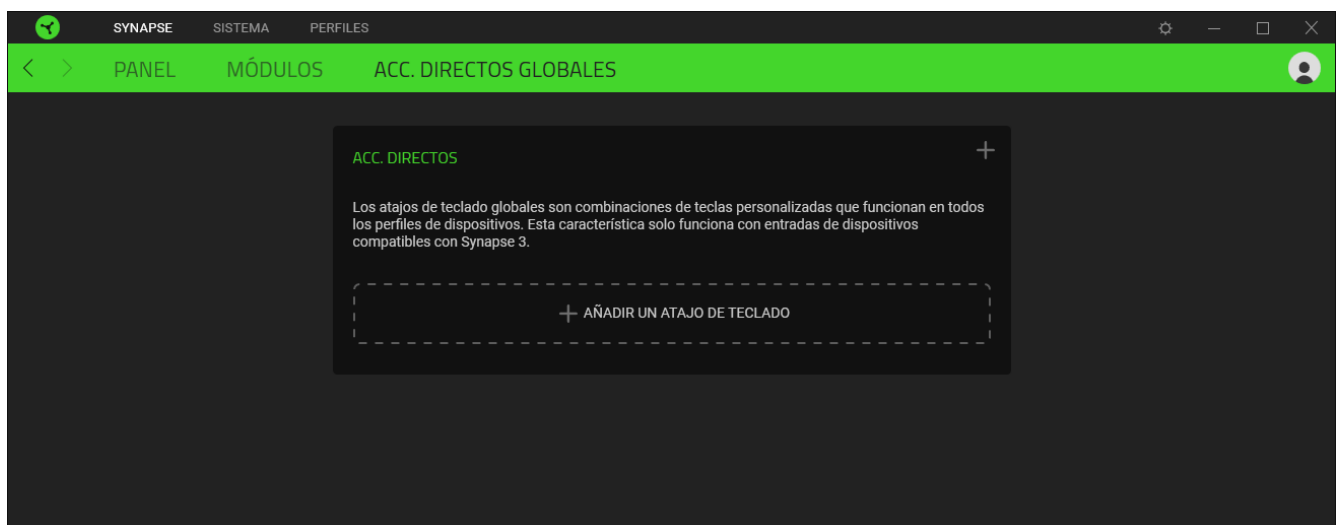 SYNAPSE SISTEMA PERFILES
PANEL MÓDULOS ACC. DIRECTOS GLOBALES
ACC. DIRECTOS
Los atajos de teclado globales son combinaciones de teclas personalizadas que funcionan en todos
los perfiles de dispositivos. Esta característica solo funciona con entradas de dispositivos
compatibles con Synapse 3.
AÑADIR UN ATAJO DE TECLADO